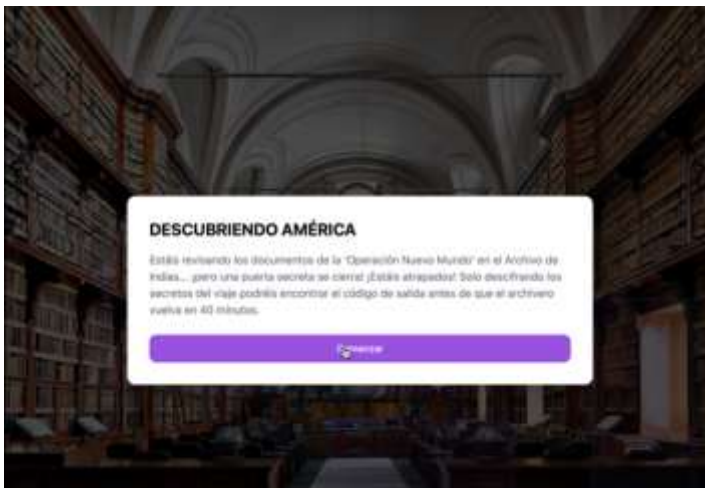 DESCUBRIENDO AMÉRICA
Estáis revisando los documentos de la 'Operación Nuevo Mundo' en el Archivo de
Indias... ¡pero una puerta secreta se cierra! ¡Estáis atrapados! Solo descifrando los
secretos del viaje podréis encontrar el código de salida antes de que el archivero
vuelva en 40 minutos.
Comenzar